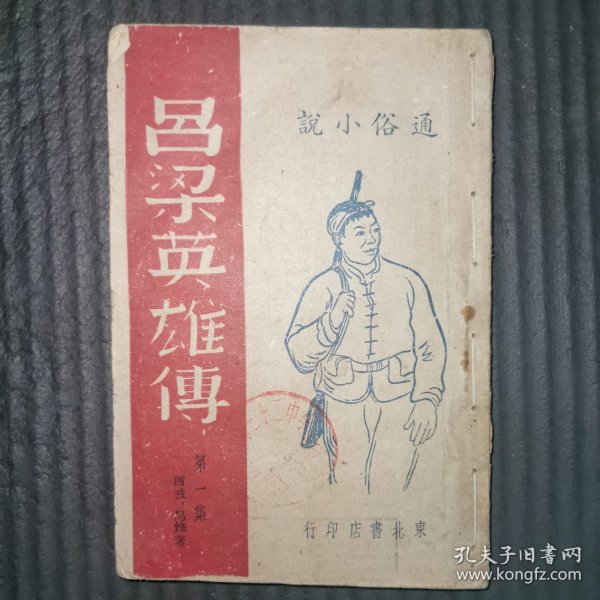 通俗小說
呂梁英雄傳
第一集
西戎、馬烽著
東北書店印行
孔夫子旧书网
www.kongfz.com